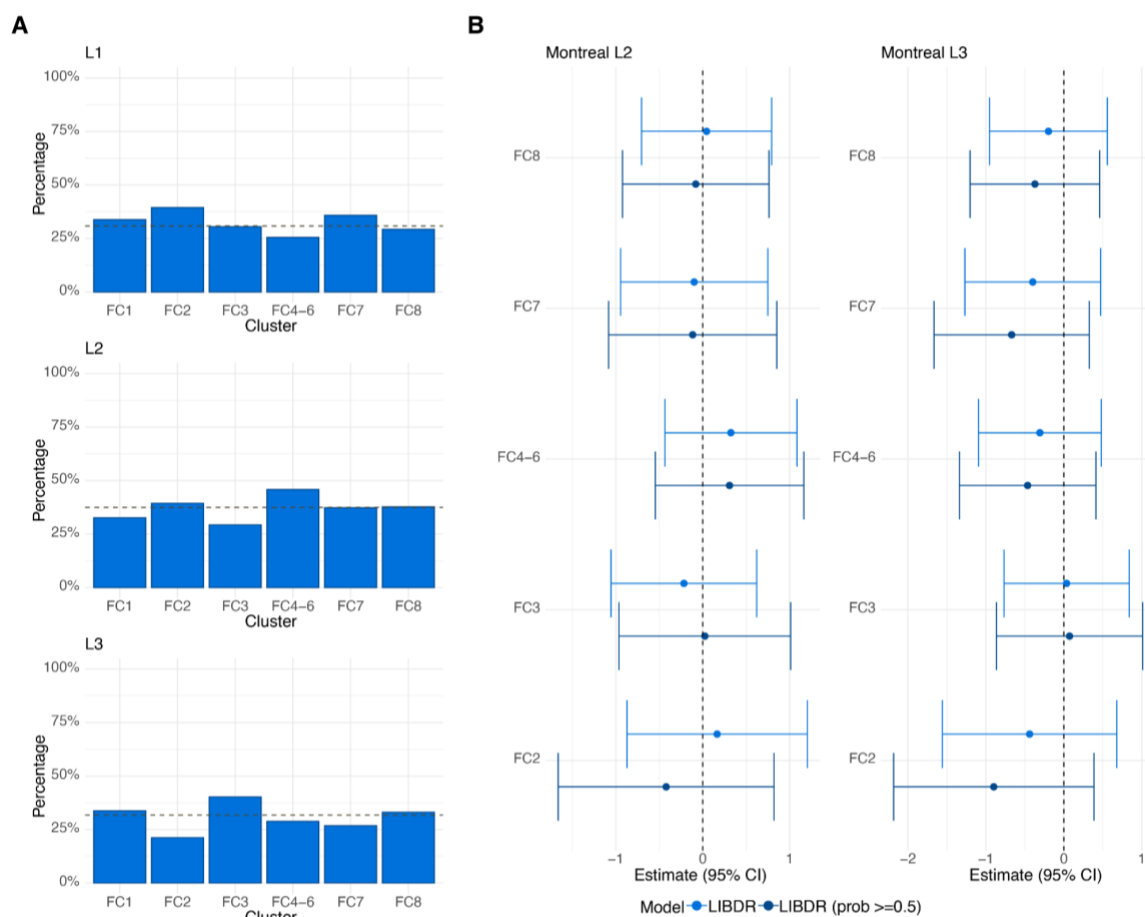 A
L1
100%
75%
50%
25%
0%
Percentage
FC1 FC2 FC3 FC4-6 FC7 FC8
Cluster
L2
100%
75%
50%
25%
0%
Percentage
FC1 FC2 FC3 FC4-6 FC7 FC8
Cluster
L3
100%
75%
50%
25%
0%
Percentage
FC1 FC2 FC3 FC4-6 FC7 FC8
Cluster
B
Montreal L2
FC8
FC7
FC4-6
FC3
FC2
-1 0 1
Estimate (95% CI)
Montreal L3
FC8
FC7
FC4-6
FC3
FC2
-2 -1 0 1
Estimate (95% CI)
Model LIBDR LIBDR (prob >=0.5)